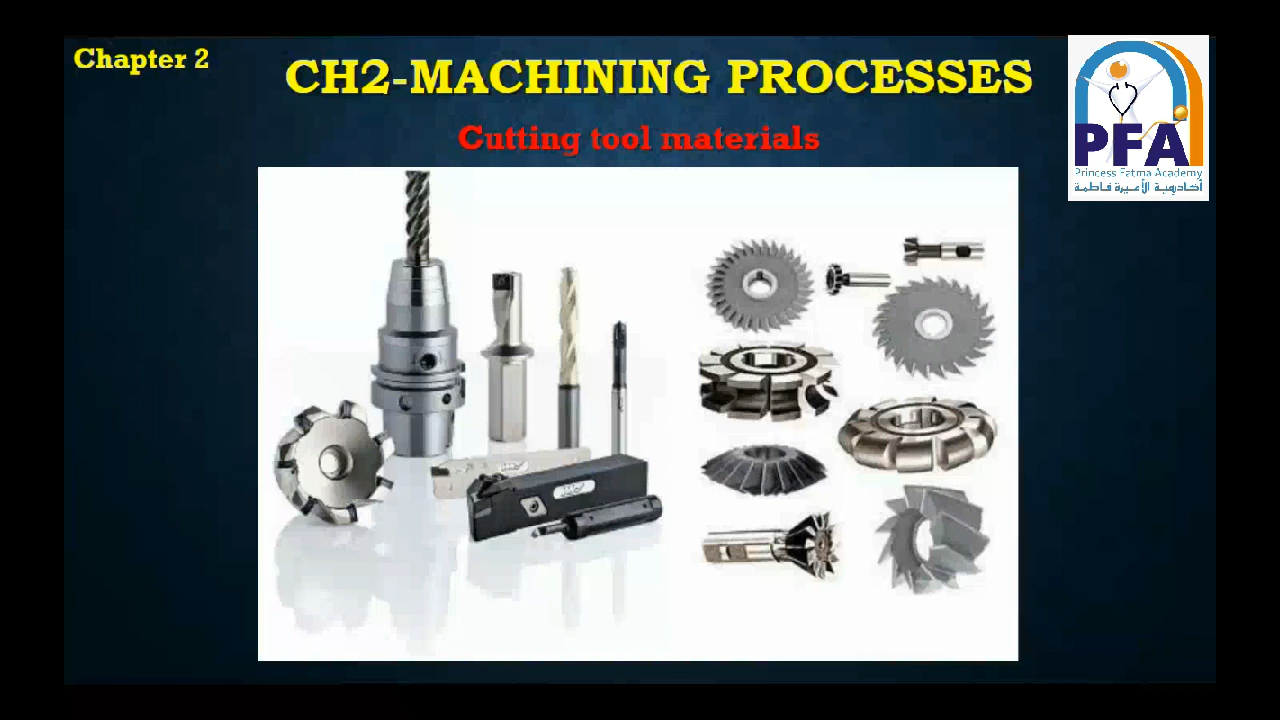 Chapter 2
CH2-MACHINING PROCESSES
Cutting tool materials
PFA
Princess Fatma Academy
أكاديمية الأميرة فاطمة